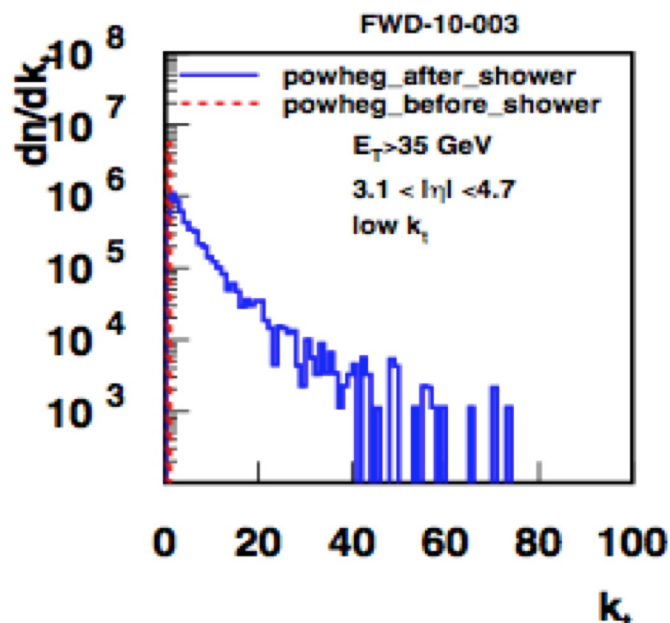 FWD-10-003
dn/dk_t
10^8
10^7
10^6
10^5
10^4
10^3
powheg_after_shower
powheg_before_shower
E_T>35 GeV
3.1 < |η| <4.7
low k_t
0 20 40 60 80 100
k_t